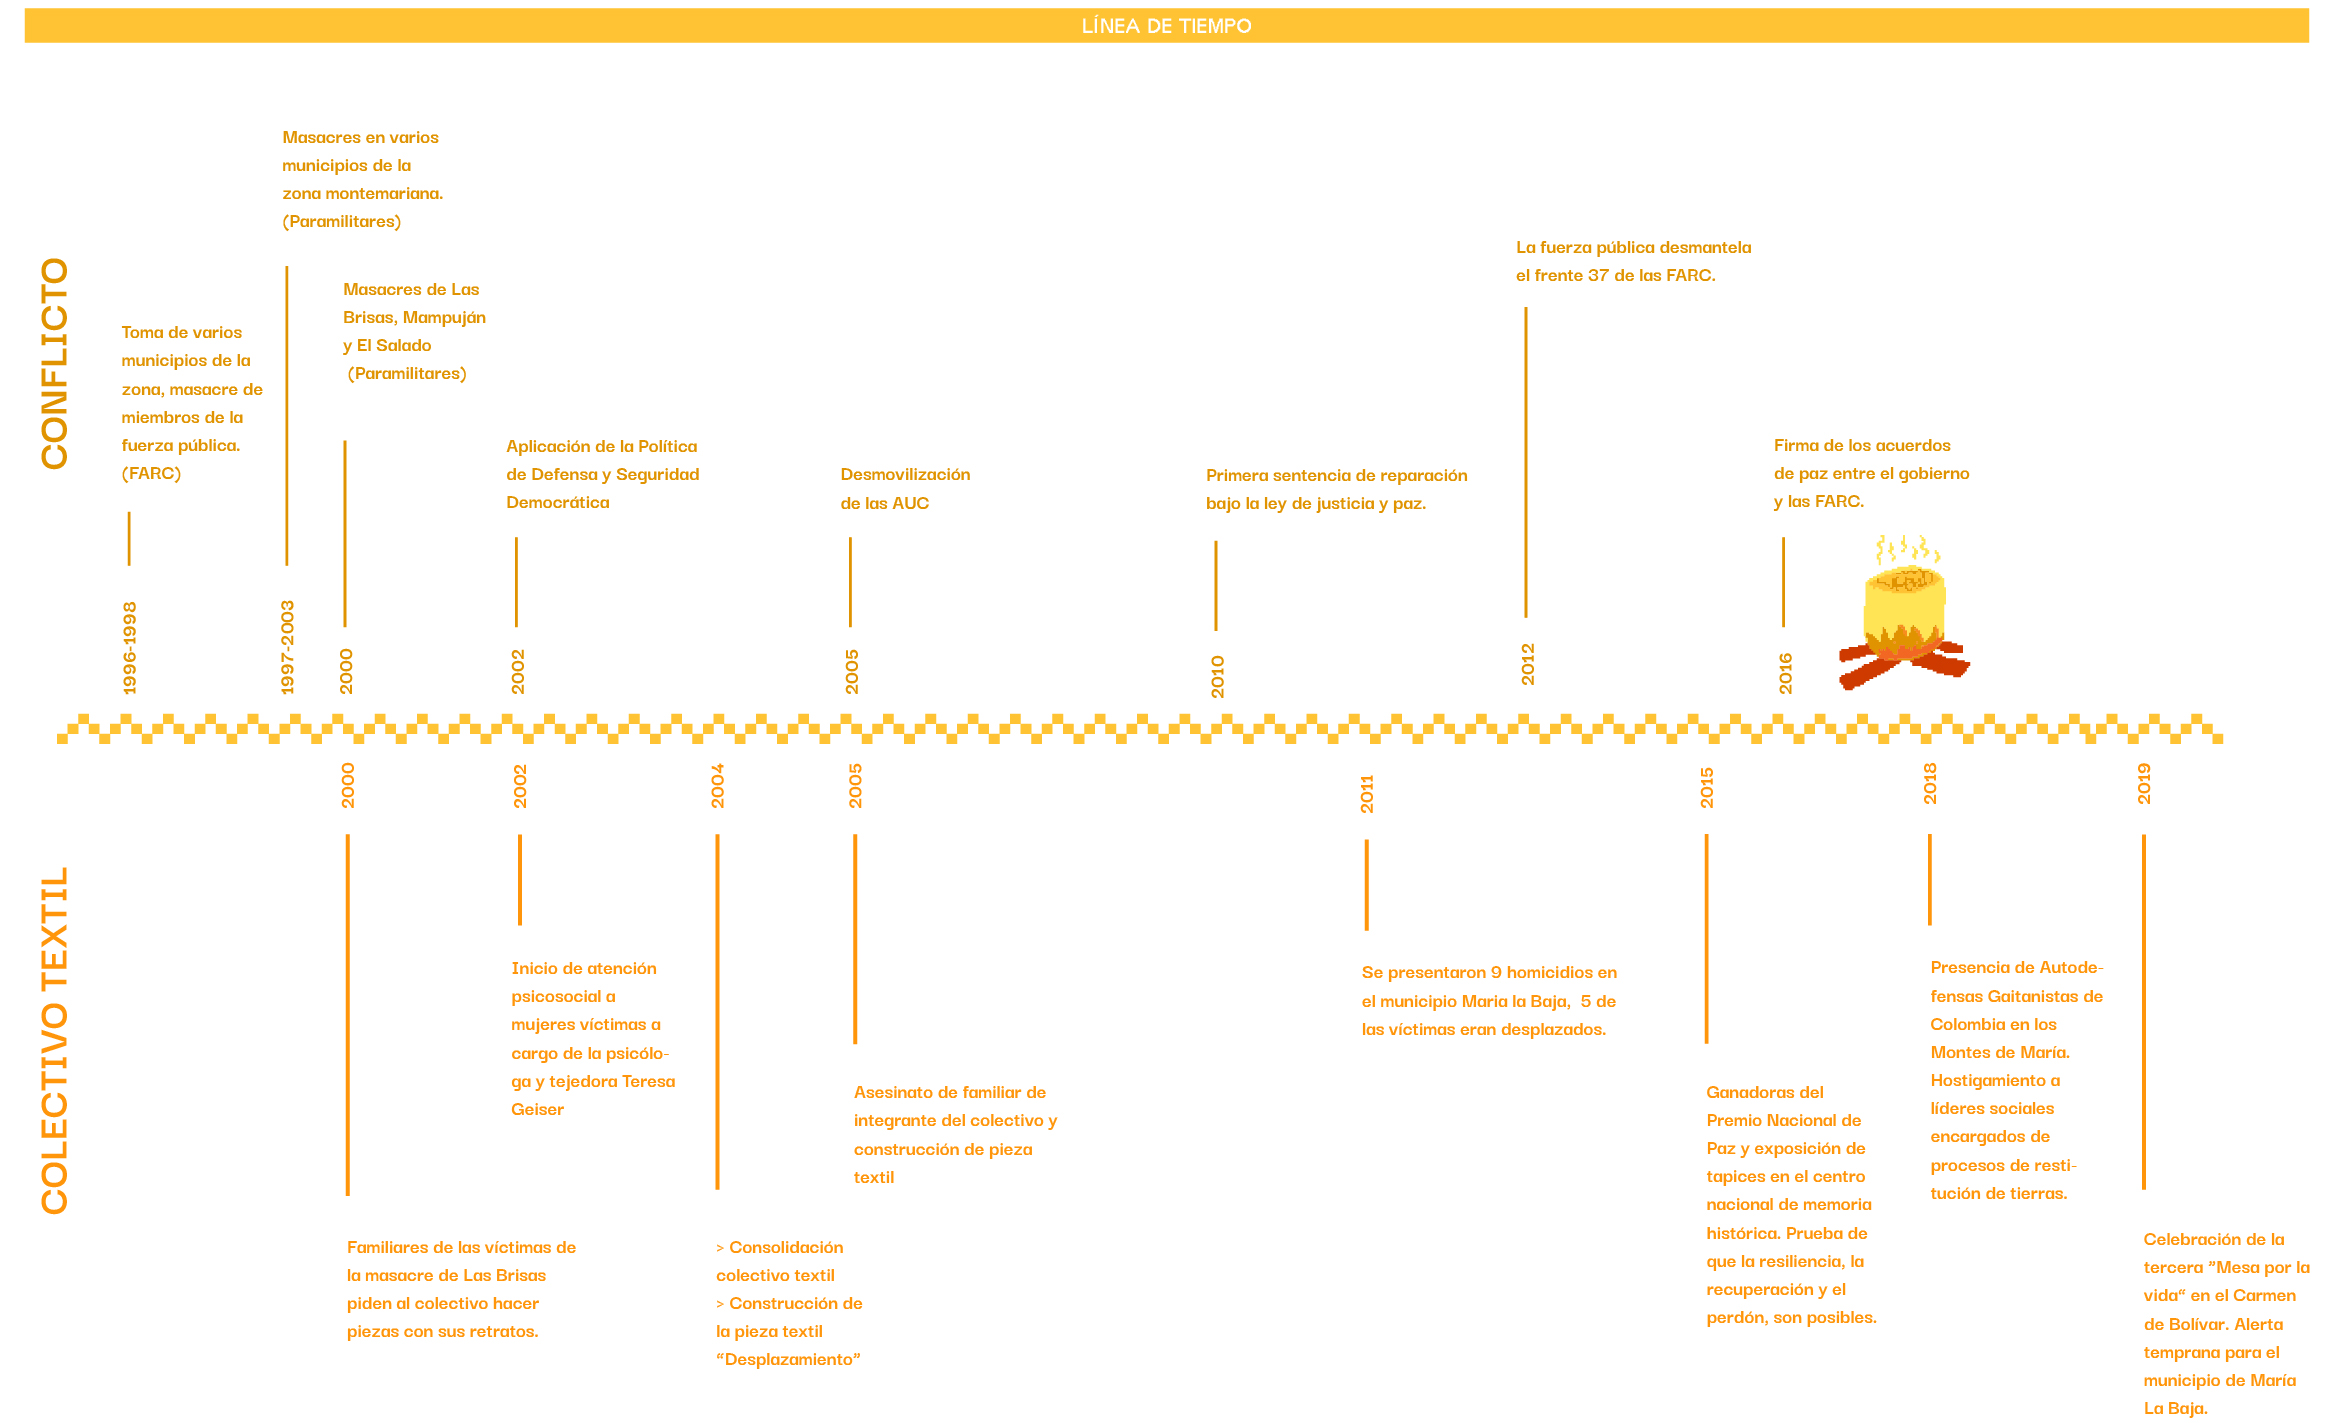 LÍNEA DE TIEMPO
CONFLICTO
Toma de varios
municipios de la
zona, masacre de
miembros de la
fuerza pública.
(FARC)
1996-1998
Masacres en varios
municipios de la
zona montemariana.
(Paramilitares)
1997-2003
Masacres de Las
Brisas, Mampuján
y El Salado
(Paramilitares)
2000
Aplicación de la Política
de Defensa y Seguridad
Democrática
2002
Desmovilización
de las AUC
2005
Primera sentencia de reparación
bajo la ley de justicia y paz.
2010
La fuerza pública desmantela
el frente 37 de las FARC.
2012
Firma de los acuerdos
de paz entre el gobierno
y las FARC.
2016
COLECTIVO TEXTIL
2000
Familiares de las víctimas de
la masacre de Las Brisas
piden al colectivo hacer
piezas con sus retratos.
2002
Inicio de atención
psicosocial a
mujeres víctimas a
cargo de la psicólo-
ga y tejedora Teresa
Geiser
2004
> Consolidación
colectivo textil
> Construcción de
la pieza textil
“Desplazamiento”
2005
Asesinato de familiar de
integrante del colectivo y
construcción de pieza
textil
2011
Se presentaron 9 homicidios en
el municipio Maria la Baja,  5 de
las víctimas eran desplazados.
2015
Ganadoras del
Premio Nacional de
Paz y exposición de
tapices en el centro
nacional de memoria
histórica. Prueba de
que la resiliencia, la
recuperación y el
perdón, son posibles.
2018
Presencia de Autode-
fensas Gaitanistas de
Colombia en los
Montes de María.
Hostigamiento a
líderes sociales
encargados de
procesos de resti-
tución de tierras.
2019
Celebración de la
tercera ”Mesa por la
vida“ en el Carmen
de Bolívar. Alerta
temprana para el
municipio de María
La Baja.